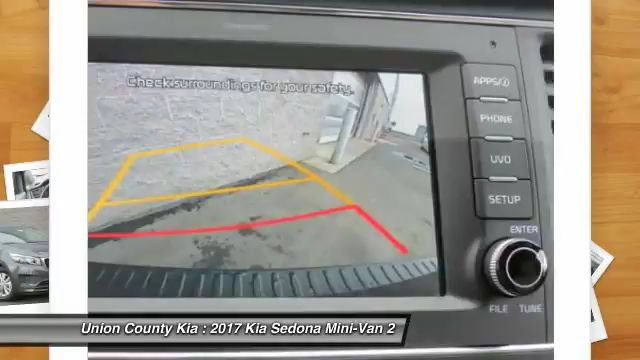 Check surroundings for your safety.
APPS/ⓘ
PHONE
UVO
SETUP
ENTER
FILE TUNE
Union County Kia : 2017 Kia Sedona Mini-Van 2